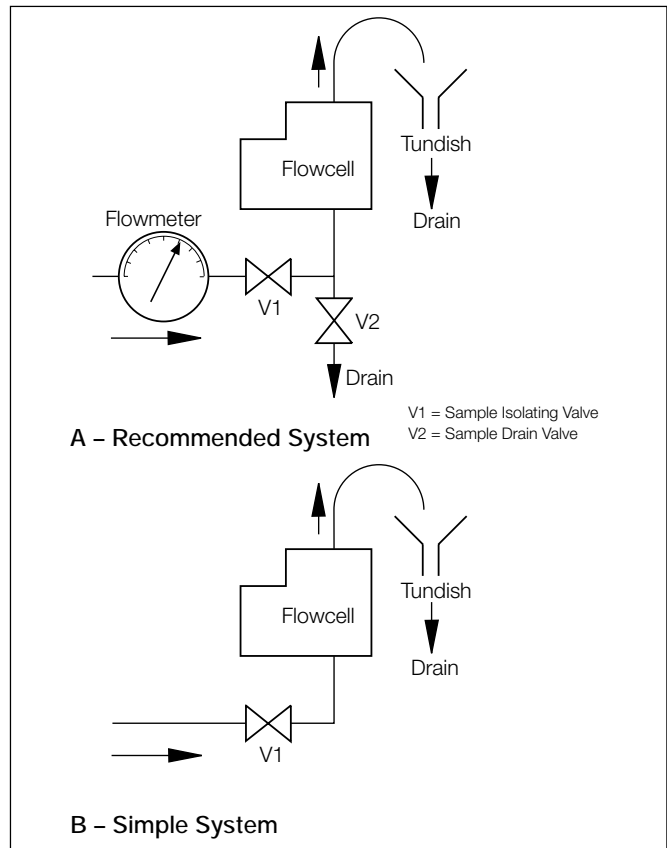 Flowcell
Tundish
Drain
Flowmeter
V1
V2
Drain
V1 = Sample Isolating Valve
V2 = Sample Drain Valve
A – Recommended System
Flowcell
Tundish
Drain
V1
B – Simple System